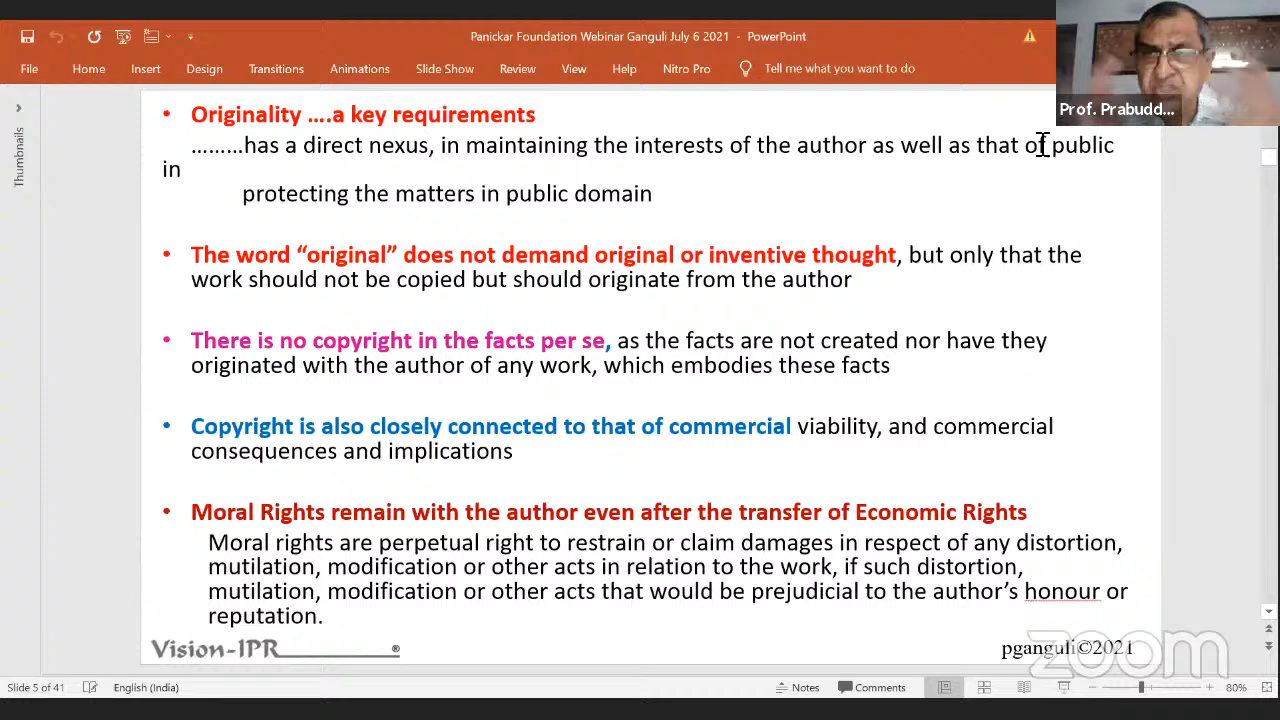 Panickar Foundation Webinar Ganguli July 6 2021 - PowerPoint
File Home Insert Design Transitions Animations Slide Show Review View Help Nitro Pro Tell me what you want to do
Prof. Prabudd...
Thumbnails
• Originality ….a key requirements
………has a direct nexus, in maintaining the interests of the author as well as that of public
in
protecting the matters in public domain
• The word “original” does not demand original or inventive thought, but only that the
work should not be copied but should originate from the author
• There is no copyright in the facts per se, as the facts are not created nor have they
originated with the author of any work, which embodies these facts
• Copyright is also closely connected to that of commercial viability, and commercial
consequences and implications
• Moral Rights remain with the author even after the transfer of Economic Rights
Moral rights are perpetual right to restrain or claim damages in respect of any distortion,
mutilation, modification or other acts in relation to the work, if such distortion,
mutilation, modification or other acts that would be prejudicial to the author’s honour or
reputation.
Vision-IPR ®
pganguli©2021
zoom
Slide 5 of 41 English (India) Notes Comments 80%